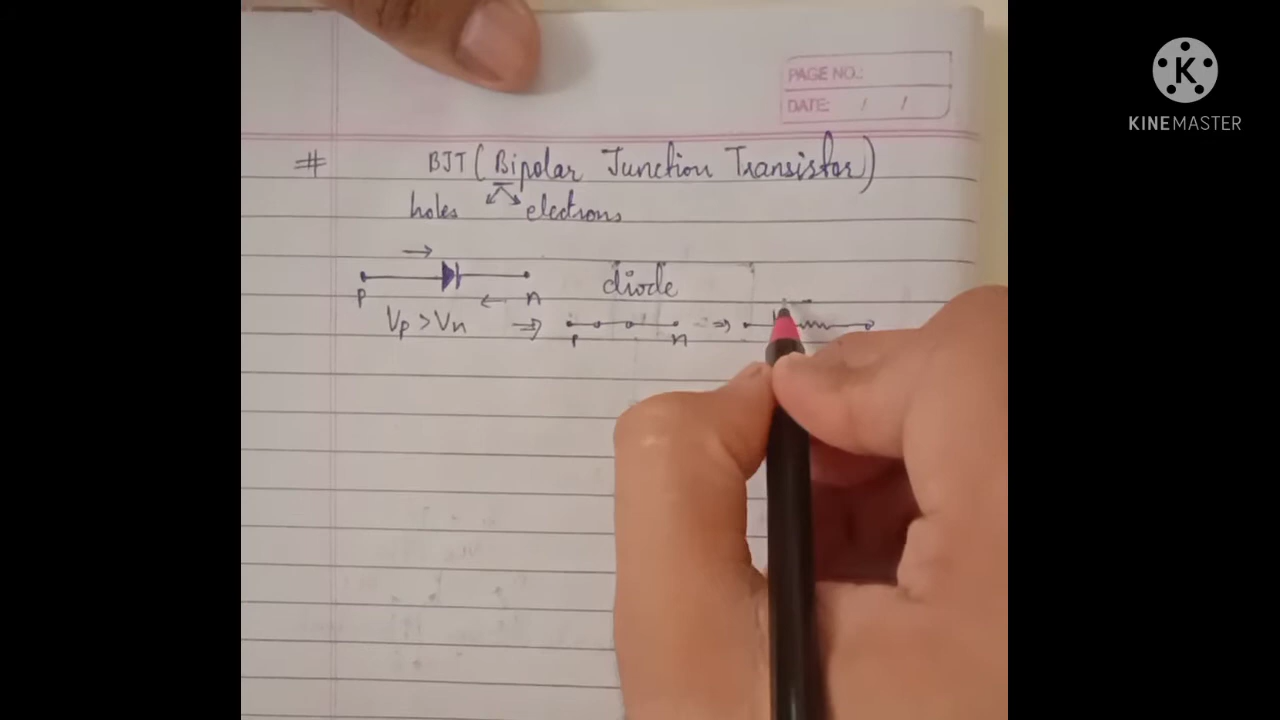 PAGE NO.:
DATE: / /
KINEMASTER
# BJT (Bipolar Junction Transistor)
holes electrons
→
p ← n diode
Vp > Vn ⇒ p n ⇒